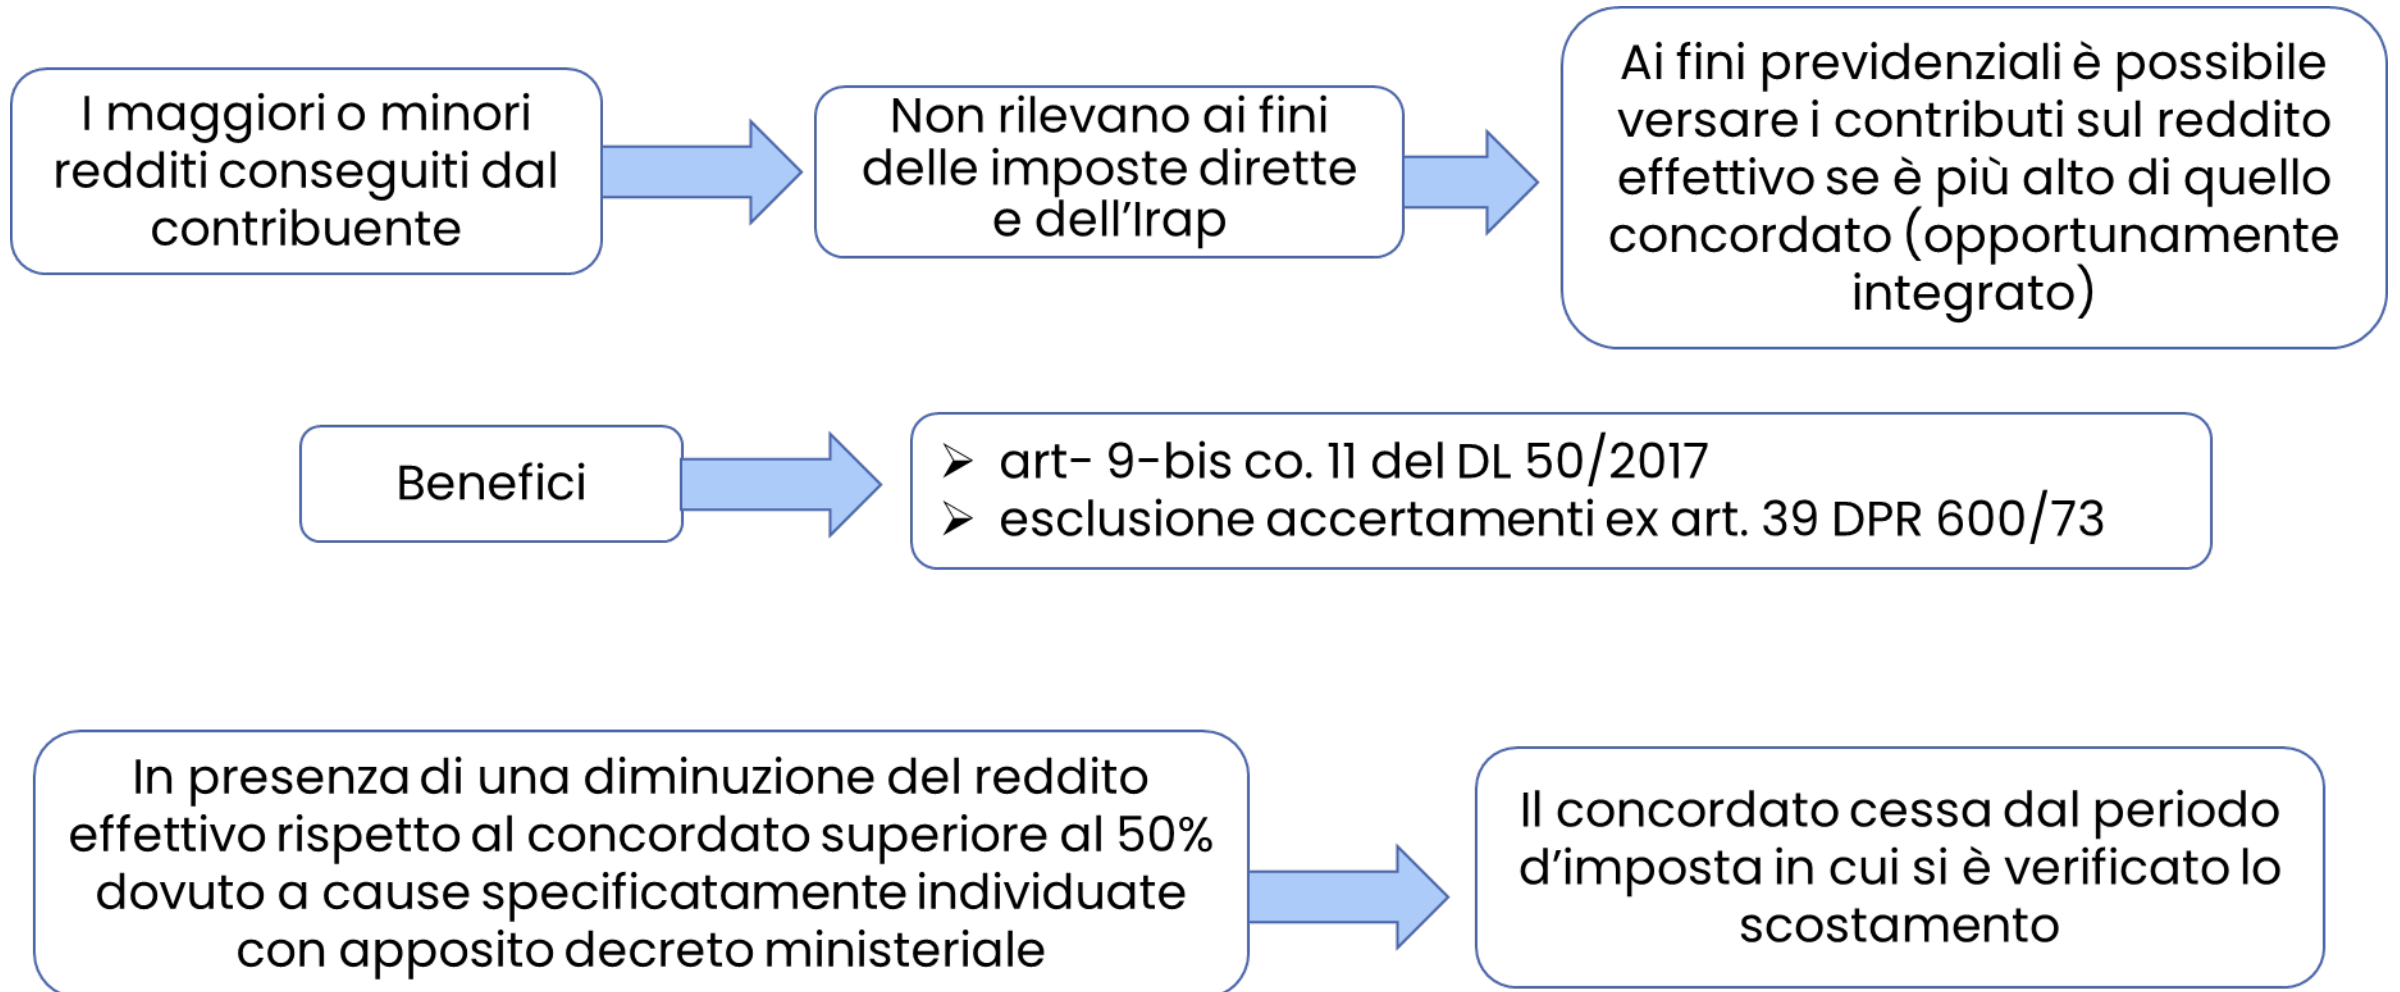 I maggiori o minori
redditi conseguiti dal
contribuente
Non rilevano ai fini
delle imposte dirette
e dell’Irap
Ai fini previdenziali è possibile
versare i contributi sul reddito
effettivo se è più alto di quello
concordato (opportunamente
integrato)
Benefici
➢ art- 9-bis co. 11 del DL 50/2017
➢ esclusione accertamenti ex art. 39 DPR 600/73
In presenza di una diminuzione del reddito
effettivo rispetto al concordato superiore al 50%
dovuto a cause specificatamente individuate
con apposito decreto ministeriale
Il concordato cessa dal periodo
d’imposta in cui si è verificato lo
scostamento